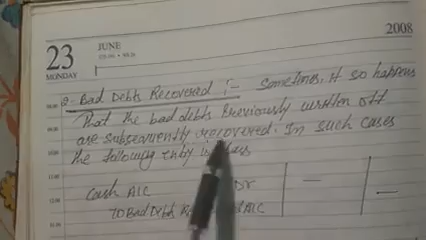 2008
JUNE
23
MONDAY
2- Bad Debts Recovered :- Sometimes, it so happens
That the bad debts Previously written off
are subsequently recovered. In such cases
the following entry is
Cash A/C Dr
To Bad Debts A/C